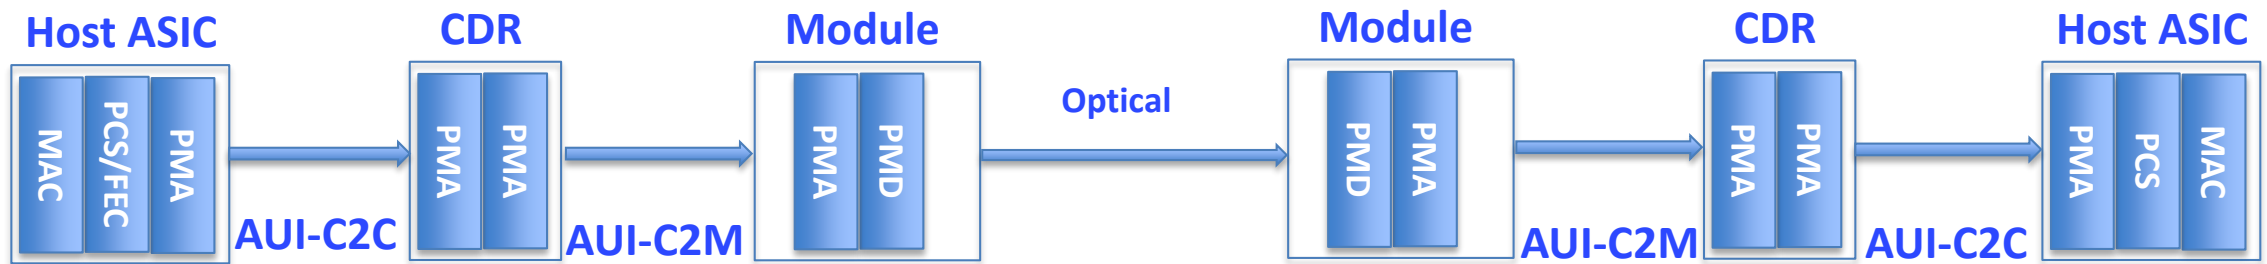 Host ASIC
CDR
Module
Module
CDR
Host ASIC
MAC
PCS/FEC
PMA
PMA
PMA
PMA
PMD
Optical
PMD
PMA
PMA
PMA
PMA
PCS
MAC
AUI-C2C
AUI-C2M
AUI-C2M
AUI-C2C